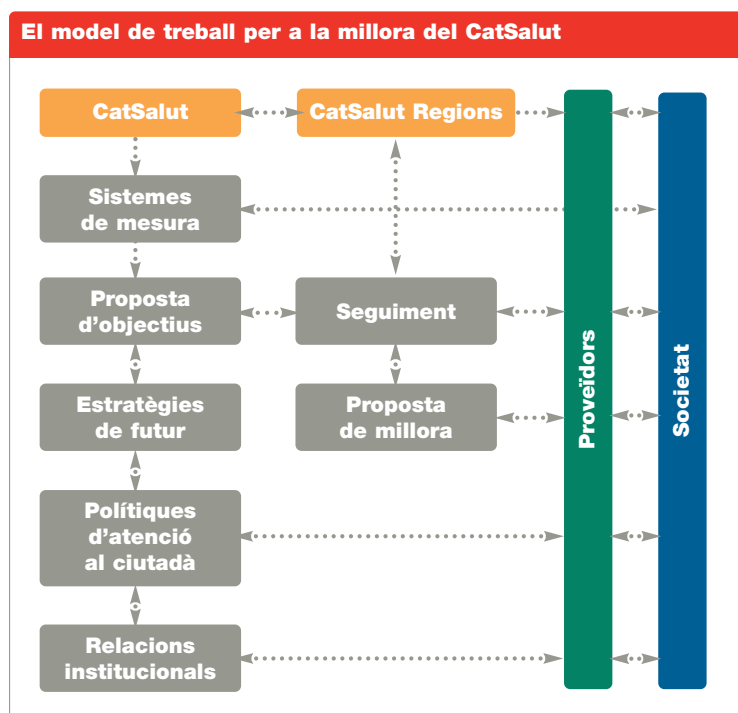 El model de treball per a la millora del CatSalut
CatSalut
CatSalut Regions
Sistemes
de mesura
Proposta
d’objectius
Seguiment
Estratègies
de futur
Proposta
de millora
Polítiques
d’atenció
al ciutadà
Relacions
institucionals
Proveïdors
Societat